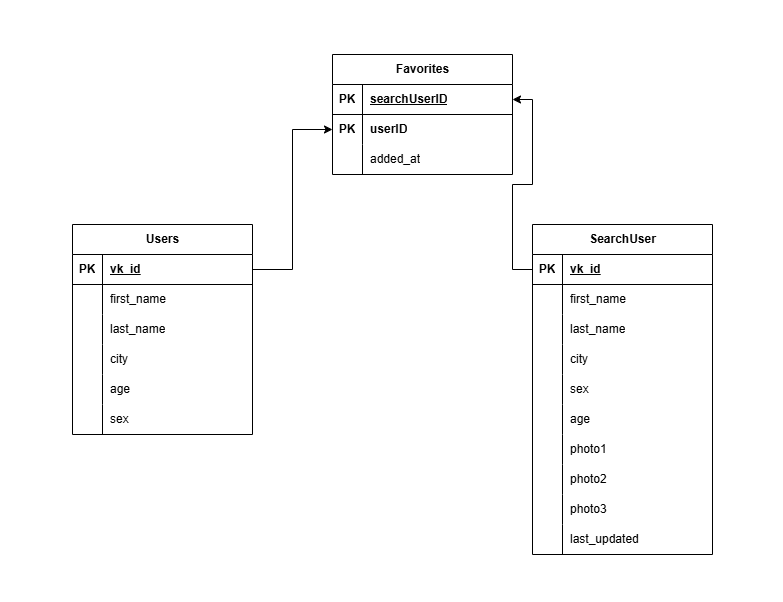 Favorites
PK searchUserID
PK userID
added_at
Users
PK vk_id
first_name
last_name
city
age
sex
SearchUser
PK vk_id
first_name
last_name
city
sex
age
photo1
photo2
photo3
last_updated